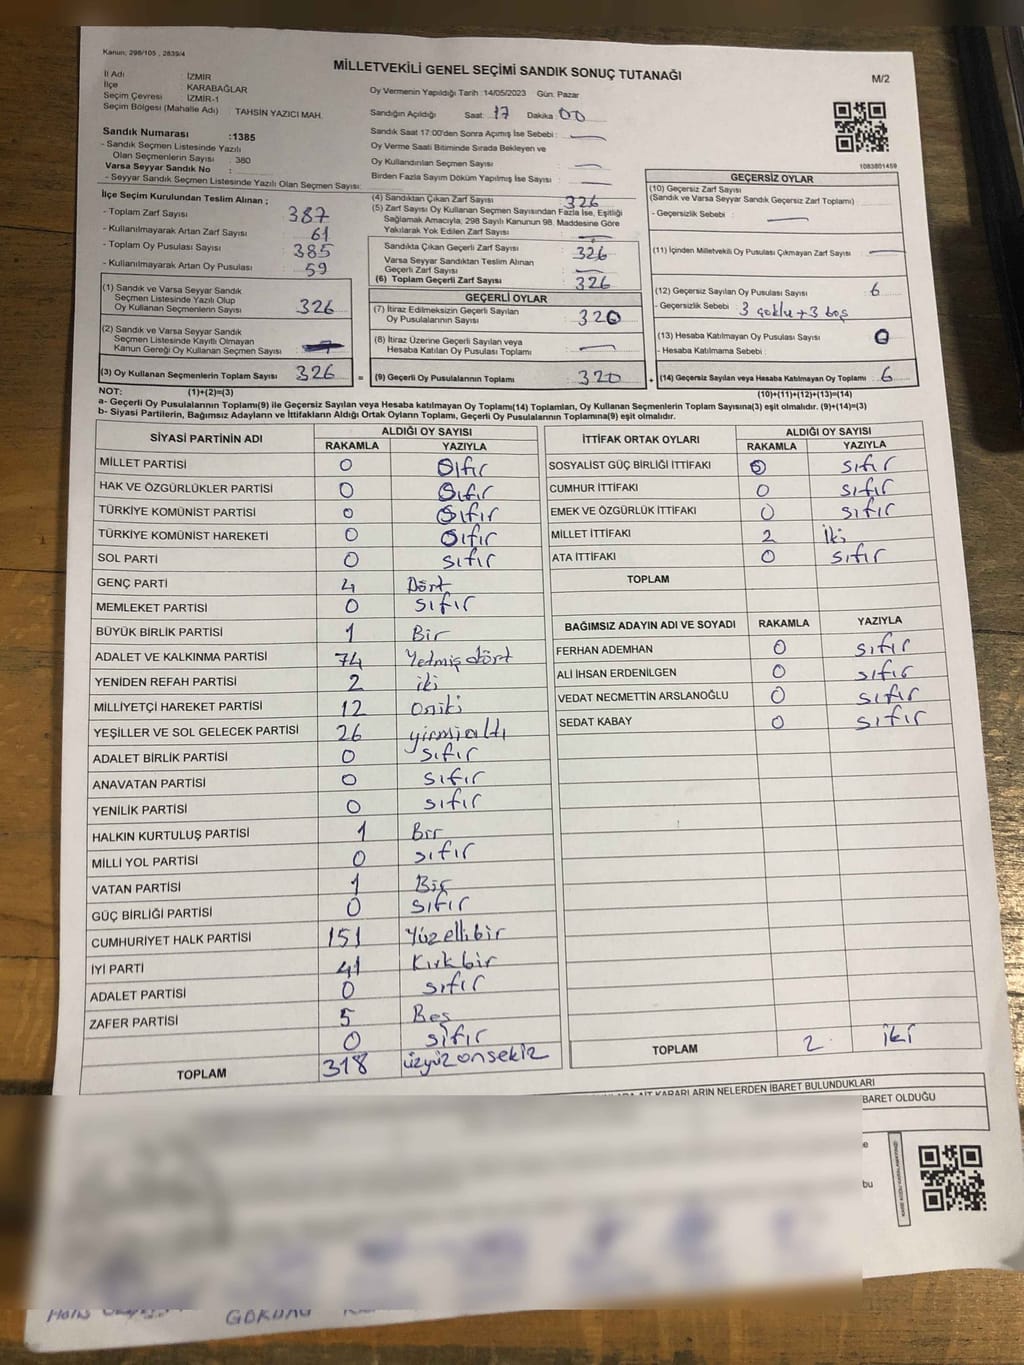 Kanun; 298/105 , 2839/4
MİLLETVEKİLİ GENEL SEÇİMİ SANDIK SONUÇ TUTANAĞI
M/2
İl Adı : İZMİR
İlçe : KARABAĞLAR
Seçim Çevresi : İZMİR-1
Seçim Bölgesi (Mahalle Adı) : TAHSİN YAZICI MAH.
Oy Vermenin Yapıldığı Tarih :14/05/2023 Gün: Pazar
Sandığın Açıldığı Saat: 17 Dakika: 00
Sandık Saat 17:00'den Sonra Açılmış İse Sebebi :
Oy Verme Saati Bitiminde Sırada Bekleyen ve
Oy Kullandırılan Seçmen Sayısı :
Birden Fazla Sayım Döküm Yapılmış İse Sayısı :
1083801459
Sandık Numarası :1385
- Sandık Seçmen Listesinde Yazılı
Olan Seçmenlerin Sayısı : 380
Varsa Seyyar Sandık No :
- Seyyar Sandık Seçmen Listesinde Yazılı Olan Seçmen Sayısı:
İlçe Seçim Kurulundan Teslim Alınan ;
- Toplam Zarf Sayısı : 387
- Kullanılmayarak Artan Zarf Sayısı : 61
- Toplam Oy Pusulası Sayısı : 385
- Kullanılmayarak Artan Oy Pusulası : 59
(1) Sandık ve Varsa Seyyar Sandık
Seçmen Listesinde Yazılı Olup
Oy Kullanan Seçmenlerin Sayısı : 326
(2) Sandık ve Varsa Seyyar Sandık
Seçmen Listesinde Kayıtlı Olmayan
Kanun Gereği Oy Kullanan Seçmen Sayısı :
(3) Oy Kullanan Seçmenlerin Toplam Sayısı : 326
(4) Sandıktan Çıkan Zarf Sayısı : 326
(5) Zarf Sayısı Oy Kullanan Seçmen Sayısından Fazla İse, Eşitliği
Sağlamak Amacıyla, 298 Sayılı Kanunun 98. Maddesine Göre
Yakılarak Yok Edilen Zarf Sayısı :
Sandıkta Çıkan Geçerli Zarf Sayısı : 326
Varsa Seyyar Sandıktan Teslim Alınan
Geçerli Zarf Sayısı :
(6) Toplam Geçerli Zarf Sayısı : 326
GEÇERLİ OYLAR
(7) İtiraz Edilmeksizin Geçerli Sayılan
Oy Pusulalarının Sayısı : 320
(8) İtiraz Üzerine Geçerli Sayılan veya
Hesaba Katılan Oy Pusulası Toplamı :
= (9) Geçerli Oy Pusulalarının Toplamı : 320
GEÇERSİZ OYLAR
(10) Geçersiz Zarf Sayısı
(Sandık ve Varsa Seyyar Sandık Geçersiz Zarf Toplamı) :
- Geçersizlik Sebebi :
(11) İçinden Milletvekili Oy Pusulası Çıkmayan Zarf Sayısı :
(12) Geçersiz Sayılan Oy Pusulası Sayısı : 6
- Geçersizlik Sebebi : 3 çoklu + 3 boş
(13) Hesaba Katılmayan Oy Pusulası Sayısı : 0
- Hesaba Katılmama Sebebi :
+ (14) Geçersiz Sayılan veya Hesaba Katılmayan Oy Toplamı : 6
NOT: (1)+(2)=(3) (10)+(11)+(12)+(13)=(14)
a- Geçerli Oy Pusulalarının Toplamı(9) ile Geçersiz Sayılan veya Hesaba katılmayan Oy Toplamı(14) Toplamları, Oy Kullanan Seçmenlerin Toplam Sayısına(3) eşit olmalıdır. (9)+(14)=(3)
b- Siyasi Partilerin, Bağımsız Adayların ve İttifakların Aldığı Ortak Oyların Toplamı, Geçerli Oy Pusulalarının Toplamına(9) eşit olmalıdır.
SİYASİ PARTİNİN ADI ALDIĞI OY SAYISI
RAKAMLA YAZIYLA
MİLLET PARTİSİ 0 Sıfır
HAK VE ÖZGÜRLÜKLER PARTİSİ 0 Sıfır
TÜRKİYE KOMÜNİST PARTİSİ 0 Sıfır
TÜRKİYE KOMÜNİST HAREKETİ 0 Sıfır
SOL PARTİ 0 sıfır
GENÇ PARTİ 4 Dört
MEMLEKET PARTİSİ 0 sıfır
BÜYÜK BİRLİK PARTİSİ 1 Bir
ADALET VE KALKINMA PARTİSİ 74 Yetmiş dört
YENİDEN REFAH PARTİSİ 2 iki
MİLLİYETÇİ HAREKET PARTİSİ 12 Oniki
YEŞİLLER VE SOL GELECEK PARTİSİ 26 yirmialtı
ADALET BİRLİK PARTİSİ 0 sıfır
ANAVATAN PARTİSİ 0 sıfır
YENİLİK PARTİSİ 0 sıfır
HALKIN KURTULUŞ PARTİSİ 1 Bir
MİLLİ YOL PARTİSİ 0 sıfır
VATAN PARTİSİ 1 Bir
GÜÇ BİRLİĞİ PARTİSİ 0 sıfır
CUMHURİYET HALK PARTİSİ 151 Yüzellibir
İYİ PARTİ 41 Kırkbir
ADALET PARTİSİ 0 sıfır
ZAFER PARTİSİ 5 Beş
0 sıfır
TOPLAM 318 üzyüz onsekiz
İTTİFAK ORTAK OYLARI ALDIĞI OY SAYISI
RAKAMLA YAZIYLA
SOSYALİST GÜÇ BİRLİĞİ İTTİFAKI 0 sıfır
CUMHUR İTTİFAKI 0 sıfır
EMEK VE ÖZGÜRLÜK İTTİFAKI 0 sıfır
MİLLET İTTİFAKI 2 İki
ATA İTTİFAKI 0 sıfır
TOPLAM
BAĞIMSIZ ADAYIN ADI VE SOYADI RAKAMLA YAZIYLA
FERHAN ADEMHAN 0 sıfır
ALİ İHSAN ERDENİLGEN 0 sıfır
VEDAT NECMETTİN ARSLANOĞLU 0 sıfır
SEDAT KABAY 0 sıfır
TOPLAM 2 iki
KARARLARIN NELERDEN İBARET BULUNDUKLARI
BARET OLDUĞU
e
bu
GÖKDAĞ